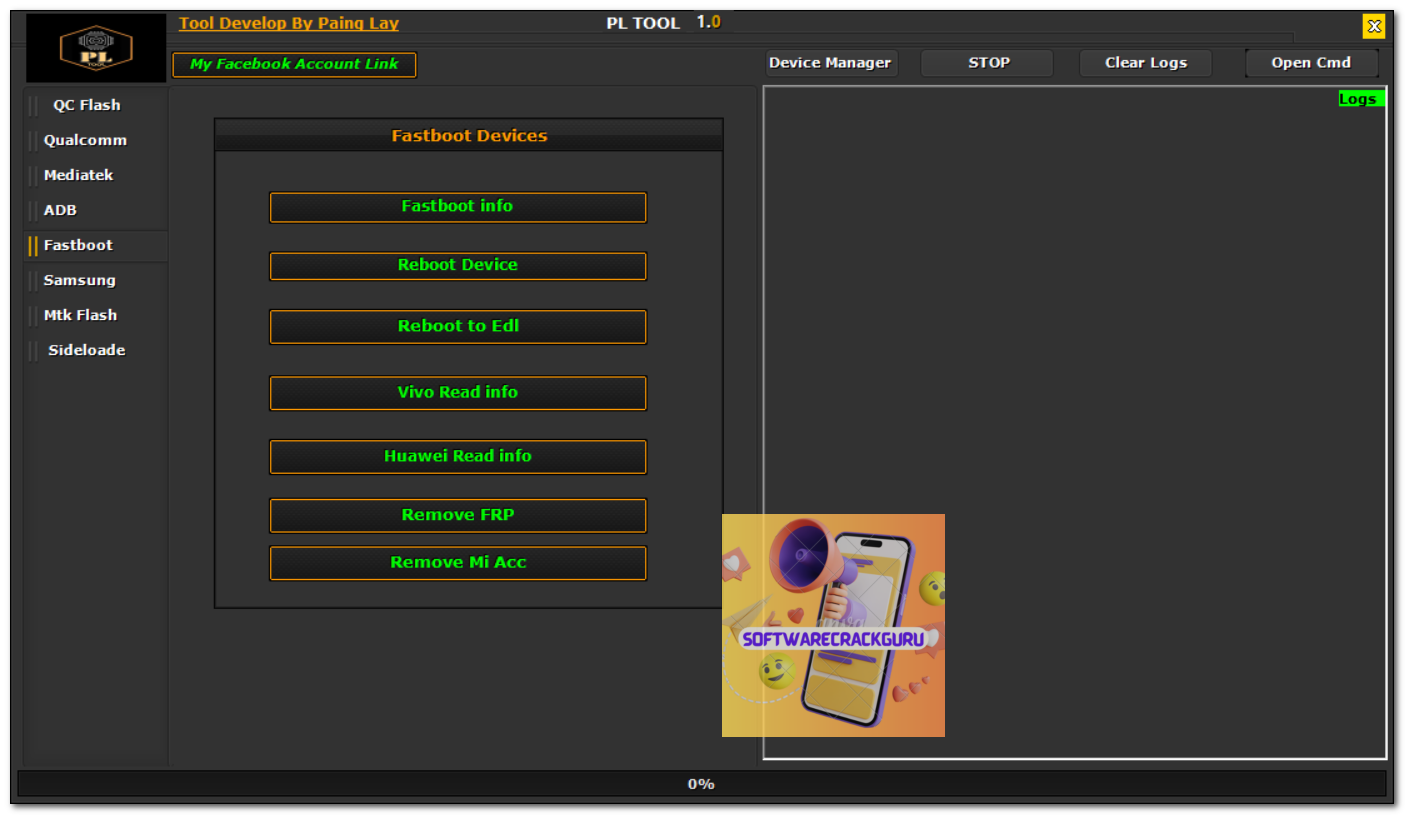 Tool Develop By Paing Lay
PL TOOL 1.0
PL
TOOL
My Facebook Account Link
Device Manager
STOP
Clear Logs
Open Cmd
QC Flash
Qualcomm
Mediatek
ADB
Fastboot
Samsung
Mtk Flash
Sideloade
Fastboot Devices
Fastboot info
Reboot Device
Reboot to Edl
Vivo Read info
Huawei Read info
Remove FRP
Remove Mi Acc
Logs
SOFTWARECRACKGURU
0%